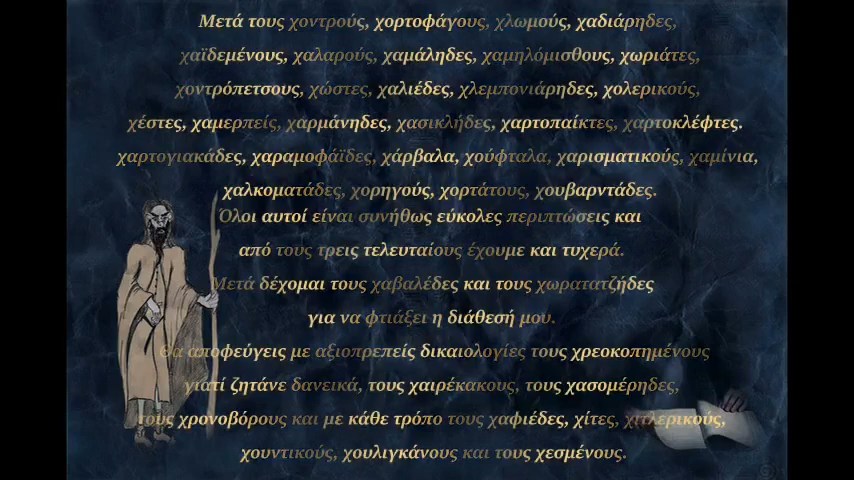 Μετά τους χοντρούς, χορτοφάγους, χλωμούς, χαδιάρηδες,
χαϊδεμένους, χαλαρούς, χαμάληδες, χαμηλόμισθους, χωριάτες,
χοντρόπετσους, χώστες, χαλιέδες, χλεμπονιάρηδες, χολερικούς,
χέστες, χαμερπείς, χαρμάνηδες, χασικλήδες, χαρτοπαίκτες, χαρτοκλέφτες.
χαρτογιακάδες, χαραμοφάϊδες, χάρβαλα, χούφταλα, χαρισματικούς, χαμίνια,
χαλκοματάδες, χορηγούς, χορτάτους, χουβαρντάδες.
Όλοι αυτοί είναι συνήθως εύκολες περιπτώσεις και
από τους τρεις τελευταίους έχουμε και τυχερά.
Μετά δέχομαι τους χαβαλέδες και τους χωρατατζήδες
για να φτιάξει η διάθεσή μου.
Θα αποφεύγεις με αξιοπρεπείς δικαιολογίες τους χρεοκοπημένους
γιατί ζητάνε δανεικά, τους χαιρέκακους, τους χασομέρηδες,
τους χρονοβόρους και με κάθε τρόπο τους χαφιέδες, χίτες, χιτλερικούς,
χουντικούς, χουλιγκάνους και τους χεσμένους.